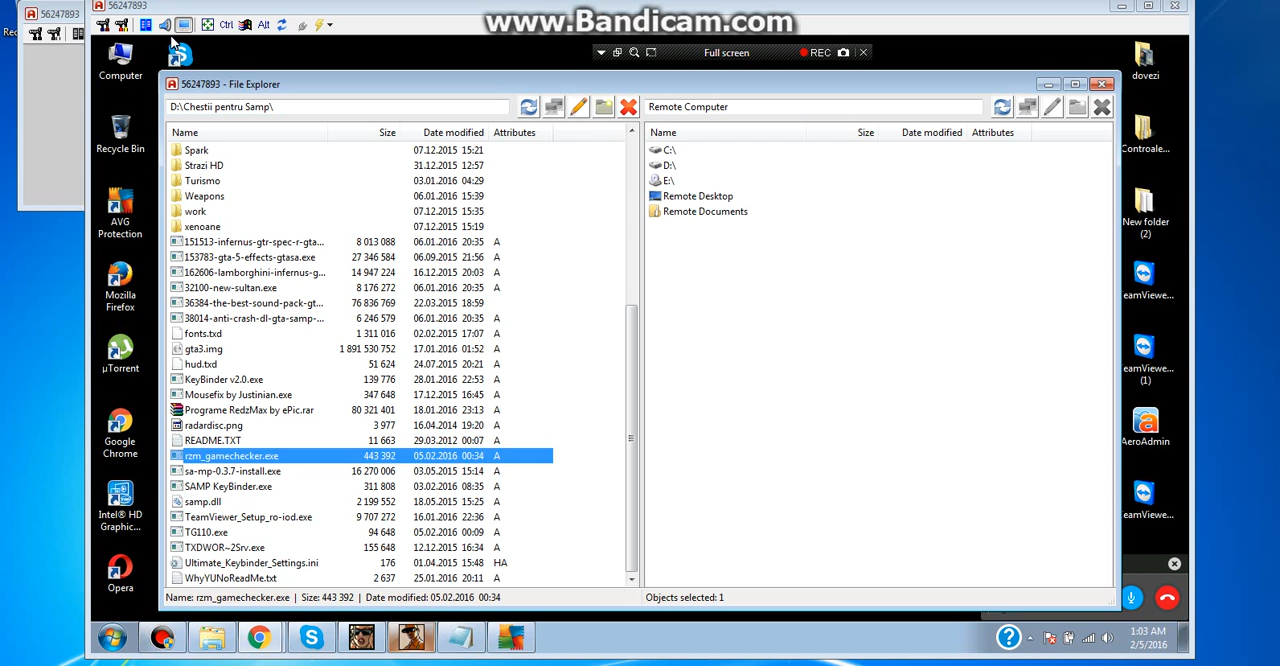 56247893
56247893
www.Bandicam.com
Ctrl
Alt
Full screen
REC
Computer
Recycle Bin
AVG
Protection
Mozilla
Firefox
µTorrent
Google
Chrome
Intel® HD
Graphic...
Opera
dovezi
Controale...
New folder
(2)
eamViewe...
eamViewe...
(1)
AeroAdmin
eamViewe...
56247893 - File Explorer
D:\Chestii pentru Samp\
Remote Computer
Name Size Date modified Attributes
Spark 07.12.2015 15:21
Strazi HD 31.12.2015 12:57
Turismo 03.01.2016 04:29
Weapons 06.01.2016 15:39
work 07.12.2015 15:35
xenoane 07.12.2015 15:19
151513-infernus-gtr-spec-r-gta... 8 013 088 06.01.2016 20:35 A
153783-gta-5-effects-gtasa.exe 27 346 584 06.09.2015 21:56 A
162606-lamborghini-infernus-g... 14 947 224 16.12.2015 20:03 A
32100-new-sultan.exe 8 176 272 06.01.2016 20:35 A
36384-the-best-sound-pack-gt... 76 836 769 22.03.2015 18:59
38014-anti-crash-dl-gta-samp-... 6 246 579 06.01.2016 20:35 A
fonts.txd 1 311 016 02.02.2015 17:07 A
gta3.img 1 891 530 752 17.01.2016 01:52 A
hud.txd 51 624 24.07.2015 20:21 A
KeyBinder v2.0.exe 139 776 28.01.2016 22:53 A
Mousefix by Justinian.exe 347 648 17.12.2015 16:45 A
Programe RedzMax by ePic.rar 80 321 401 18.01.2016 23:13 A
radardisc.png 3 977 16.04.2014 19:20 A
README.TXT 11 663 29.03.2012 00:07 A
rzm_gamechecker.exe 443 392 05.02.2016 00:34 A
sa-mp-0.3.7-install.exe 16 270 006 03.05.2015 15:14 A
SAMP KeyBinder.exe 311 808 03.02.2016 08:35 A
samp.dll 2 199 552 18.05.2015 15:25 A
TeamViewer_Setup_ro-iod.exe 9 707 272 16.01.2016 22:36 A
TG110.exe 94 648 05.02.2016 00:09 A
TXDWOR~2Srv.exe 155 648 12.12.2015 16:34 A
Ultimate_Keybinder_Settings.ini 176 01.04.2015 15:48 HA
WhyYUNoReadMe.txt 2 637 25.01.2016 20:11 A
Name: rzm_gamechecker.exe | Size: 443 392 | Date modified: 05.02.2016 00:34
Name Size Date modified Attributes
C:\
D:\
E:\
Remote Desktop
Remote Documents
Objects selected: 1
1:03 AM
2/5/2016